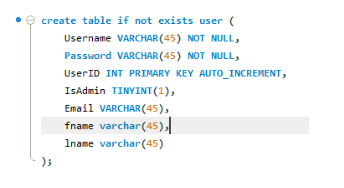 create table if not exists user (
Username VARCHAR(45) NOT NULL,
Password VARCHAR(45) NOT NULL,
UserID INT PRIMARY KEY AUTO_INCREMENT,
IsAdmin TINYINT(1),
Email VARCHAR(45),
fname varchar(45),
lname varchar(45)
);